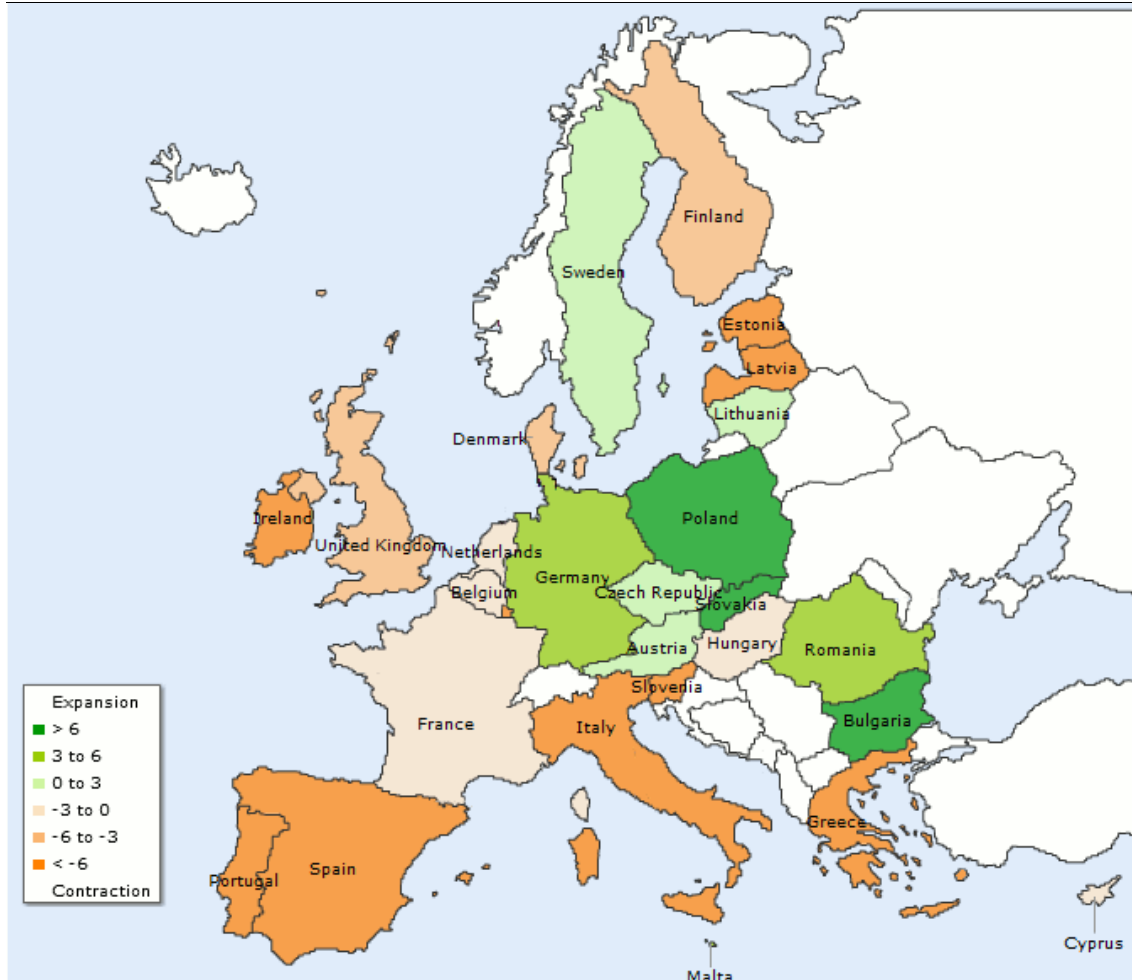 Finland
Sweden
Estonia
Latvia
Lithuania
Denmark
Ireland
United Kingdom
Netherlands
Poland
Germany
Belgium
Czech Republic
Slovakia
Austria
Hungary
Romania
Slovenia
France
Italy
Bulgaria
Greece
Spain
Portugal
Cyprus
Malta
Expansion
> 6
3 to 6
0 to 3
-3 to 0
-6 to -3
< -6
Contraction